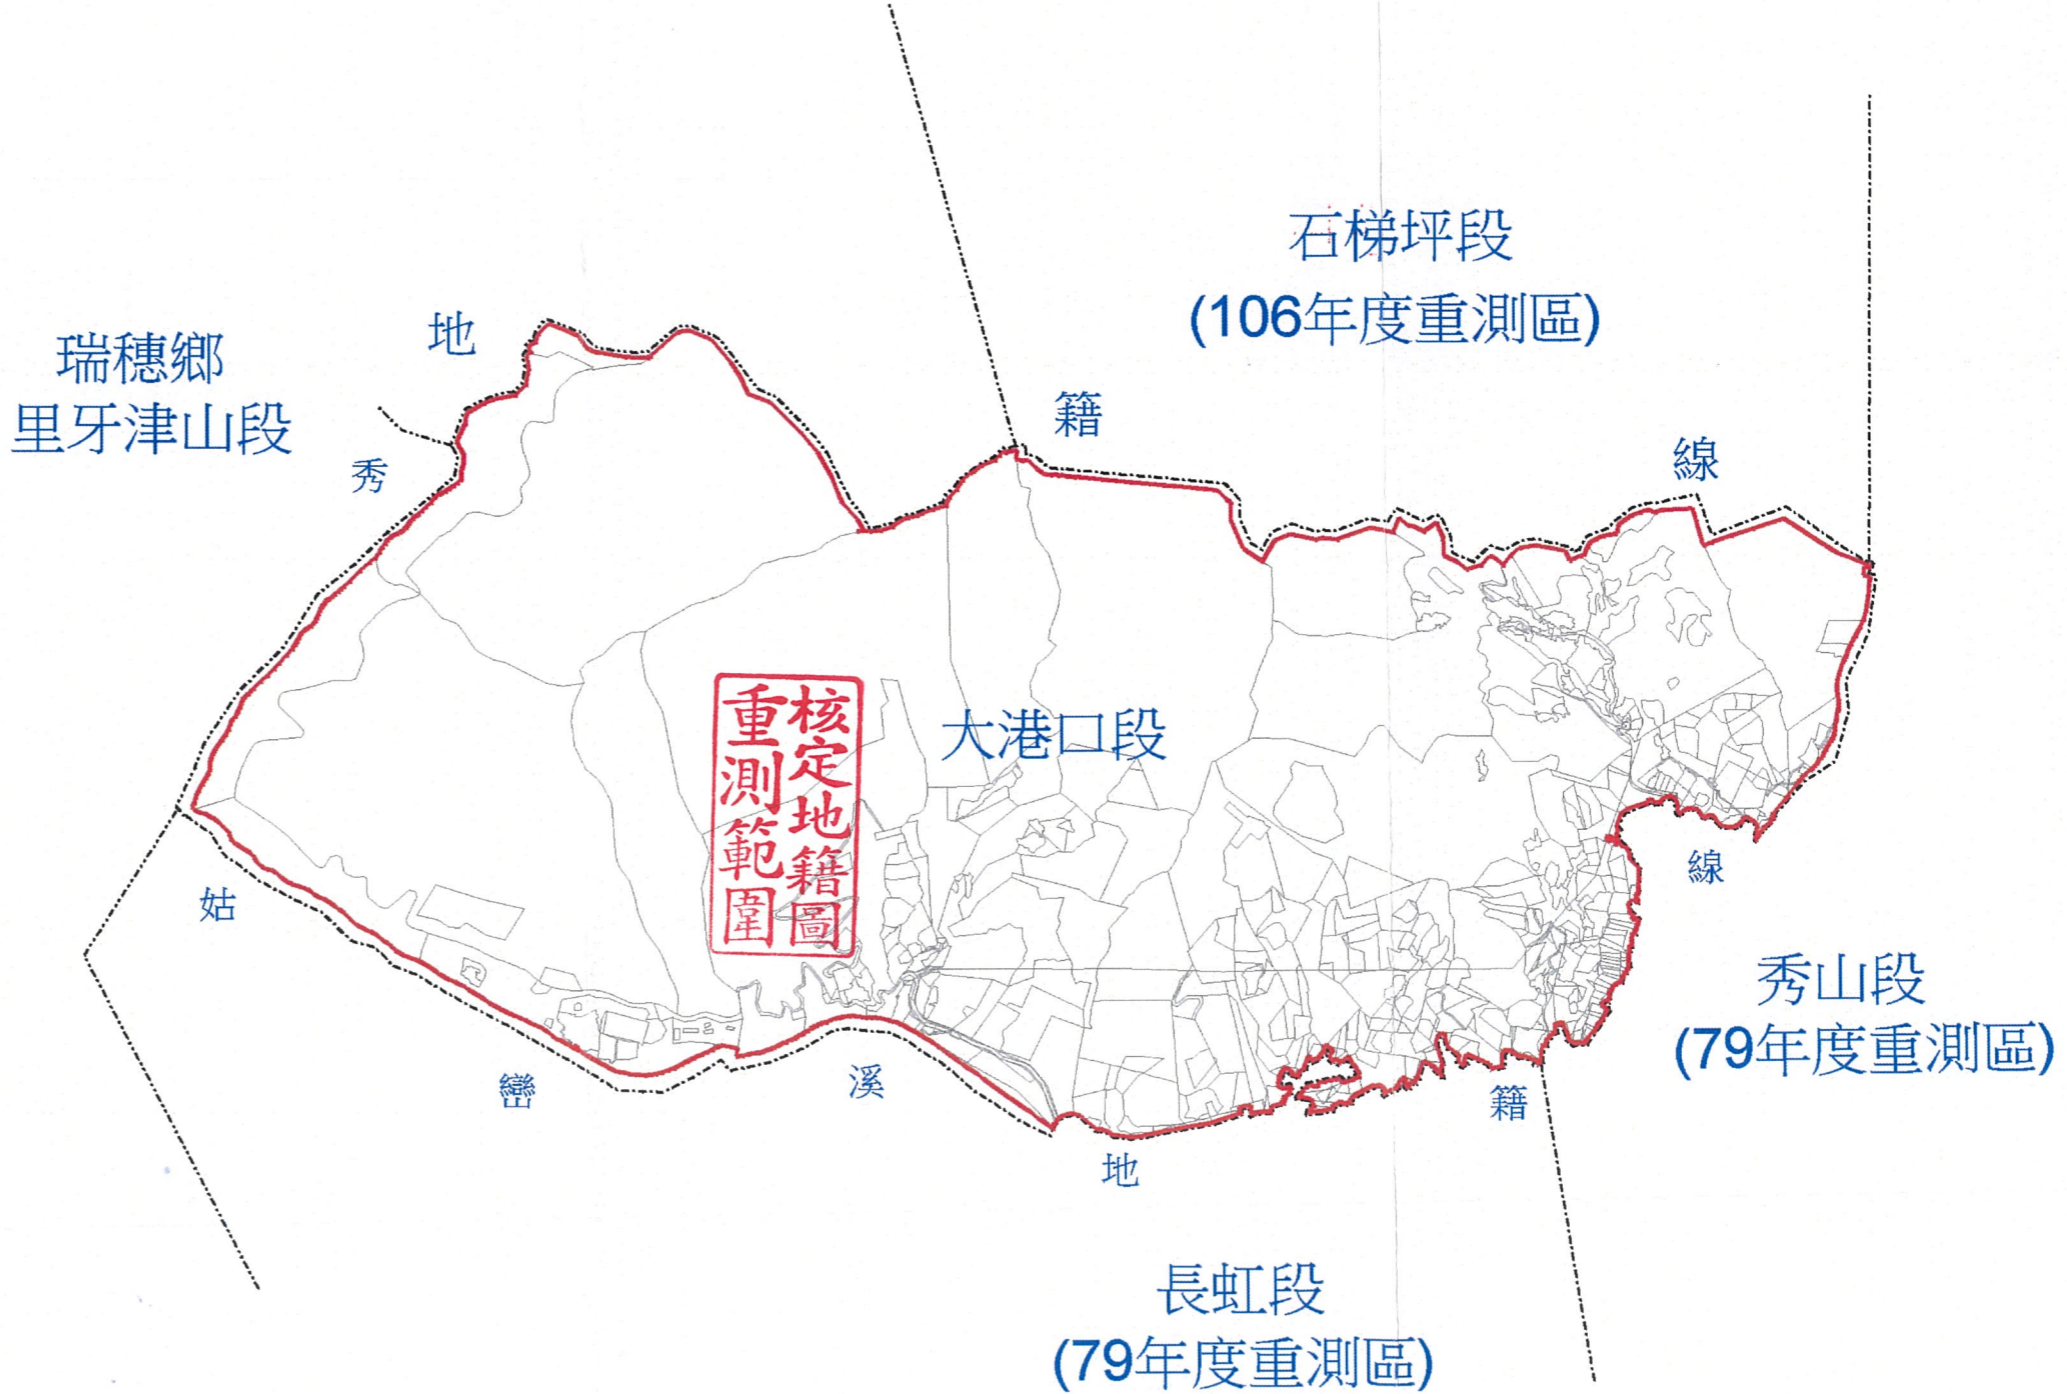 石梯坪段
(106年度重測區)
地
籍
線
瑞穗鄉
里牙津山段
秀
姑
巒
溪
大港口段
核定地籍圖
重測範圍
線
籍
地
秀山段
(79年度重測區)
長虹段
(79年度重測區)